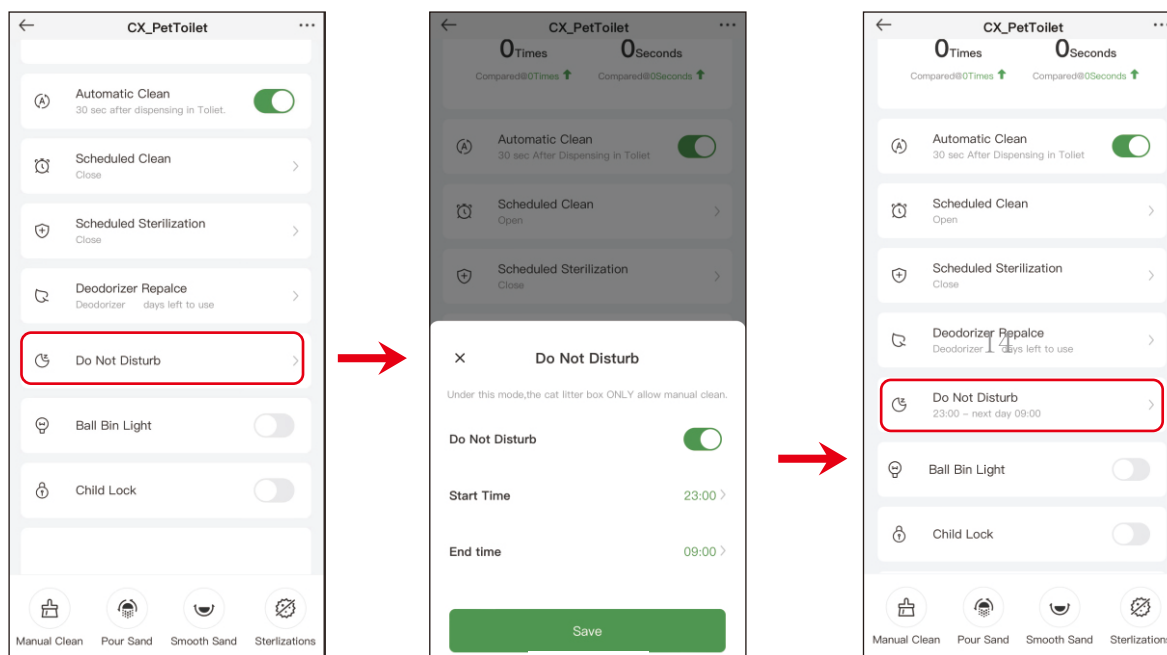 CX_PetToilet
Automatic Clean
30 sec after dispensing in Toliet.
Scheduled Clean
Close
Scheduled Sterilization
Close
Deodorizer Repalce
Deodorizer days left to use
Do Not Disturb
Ball Bin Light
Child Lock
Manual Clean Pour Sand Smooth Sand Sterlizations
CX_PetToilet
0Times 0Seconds
Compared@0Times Compared@0Seconds
Automatic Clean
30 sec After Dispensing in Toliet
Scheduled Clean
Open
Scheduled Sterilization
Close
Do Not Disturb
Under this mode,the cat litter box ONLY allow manual clean.
Do Not Disturb
Start Time 23:00
End time 09:00
Save
CX_PetToilet
0Times 0Seconds
Compared@0Times Compared@0Seconds
Automatic Clean
30 sec After Dispensing in Toliet
Scheduled Clean
Open
Scheduled Sterilization
Close
Deodorizer Repalce
Deodorizer 14 days left to use
Do Not Disturb
23:00 - next day 09:00
Ball Bin Light
Child Lock
Manual Clean Pour Sand Smooth Sand Sterlizations